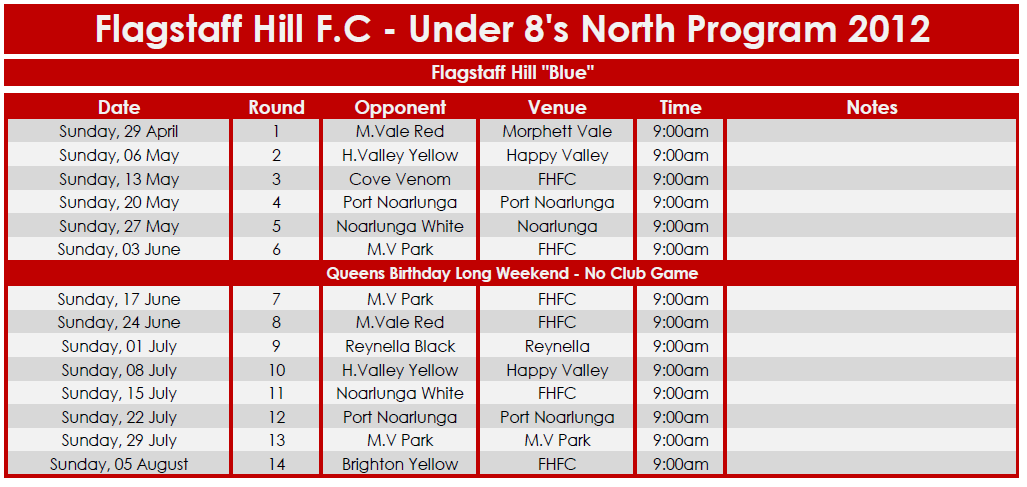 Flagstaff Hill F.C - Under 8's North Program 2012
Flagstaff Hill "Blue"
Date Round Opponent Venue Time Notes
Sunday, 29 April 1 M.Vale Red Morphett Vale 9:00am
Sunday, 06 May 2 H.Valley Yellow Happy Valley 9:00am
Sunday, 13 May 3 Cove Venom FHFC 9:00am
Sunday, 20 May 4 Port Noarlunga Port Noarlunga 9:00am
Sunday, 27 May 5 Noarlunga White Noarlunga 9:00am
Sunday, 03 June 6 M.V Park FHFC 9:00am
Queens Birthday Long Weekend - No Club Game
Sunday, 17 June 7 M.V Park FHFC 9:00am
Sunday, 24 June 8 M.Vale Red FHFC 9:00am
Sunday, 01 July 9 Reynella Black Reynella 9:00am
Sunday, 08 July 10 H.Valley Yellow Happy Valley 9:00am
Sunday, 15 July 11 Noarlunga White FHFC 9:00am
Sunday, 22 July 12 Port Noarlunga Port Noarlunga 9:00am
Sunday, 29 July 13 M.V Park M.V Park 9:00am
Sunday, 05 August 14 Brighton Yellow FHFC 9:00am